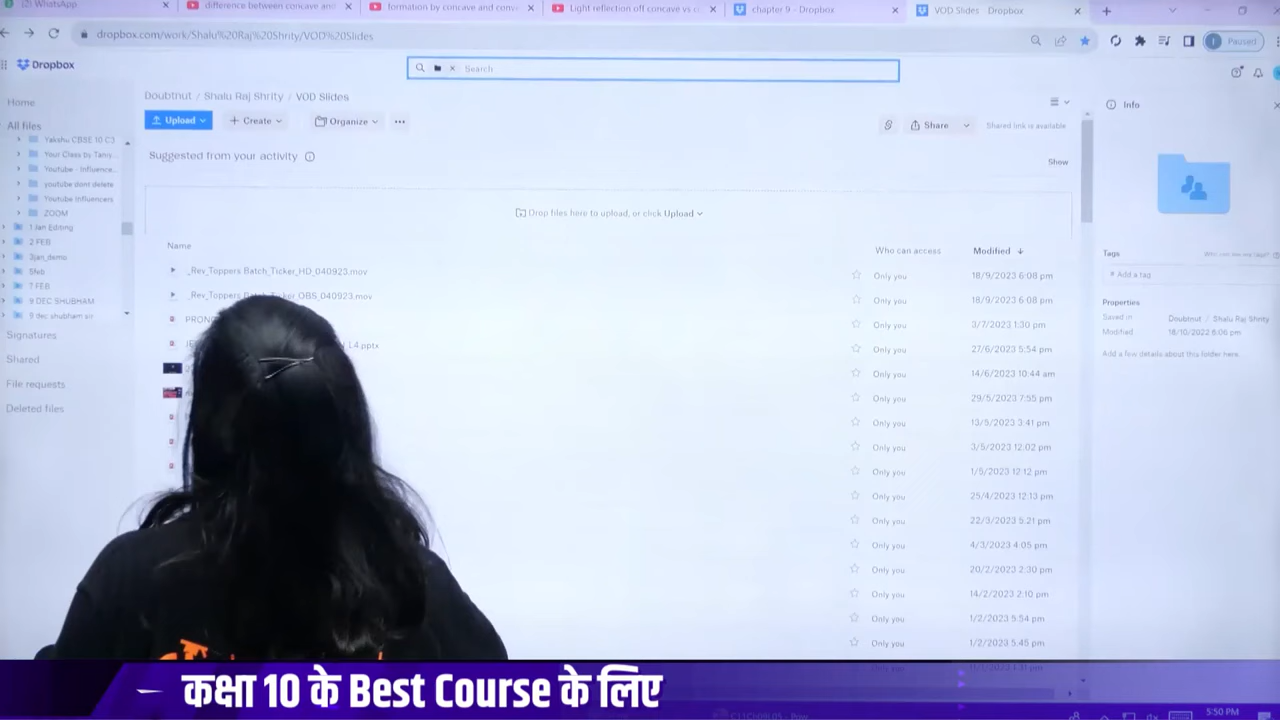 (2) WhatsApp
difference between concave and
formation by concave and conve
Light reflection off concave vs c
chapter 9 - Dropbox
VOD Slides - Dropbox
dropbox.com/work/Shalu%20Raj%20Shrity/VOD%20Slides
Paused
Dropbox
Search
Home
All files
Yakshu CBSE 10 C3
Your Class by Tamy...
Youtube - Influence...
youtube dont delete
Youtube Influencers
ZOOM
1 Jan Editing
2 FEB
3jan_demo
5feb
7 FEB
9 DEC SHUBHAM
9 dec shubham sir
Signatures
Shared
File requests
Deleted files
Doubtnut / Shalu Raj Shrity / VOD Slides
Upload
Create
Organize
Share
Shared link is available
Suggested from your activity
Show
Drop files here to upload, or click Upload
Name
Who can access
Modified
_Rev_Toppers Batch_Ticker_HD_040923.mov
Only you
18/9/2023 6:08 pm
_Rev_Toppers Batch_Ticker_OBS_040923.mov
Only you
18/9/2023 6:08 pm
PRON
Only you
3/7/2023 1:30 pm
L4.pptx
Only you
27/6/2023 5:54 pm
Only you
14/6/2023 10:44 am
Only you
29/5/2023 7:55 pm
Only you
13/5/2023 3:41 pm
Only you
3/5/2023 12:02 pm
Only you
1/5/2023 12:12 pm
Only you
25/4/2023 12:13 pm
Only you
22/3/2023 5:21 pm
Only you
4/3/2023 4:05 pm
Only you
20/2/2023 2:30 pm
Only you
14/2/2023 2:10 pm
Only you
1/2/2023 5:54 pm
Only you
1/2/2023 5:45 pm
Info
Tags
# Add a tag
Properties
Saved in
Doubtnut / Shalu Raj Shrity
Modified
18/10/2022 6:06 pm
Add a few details about this folder here...
कक्षा 10 के Best Course के लिए
5:50 PM